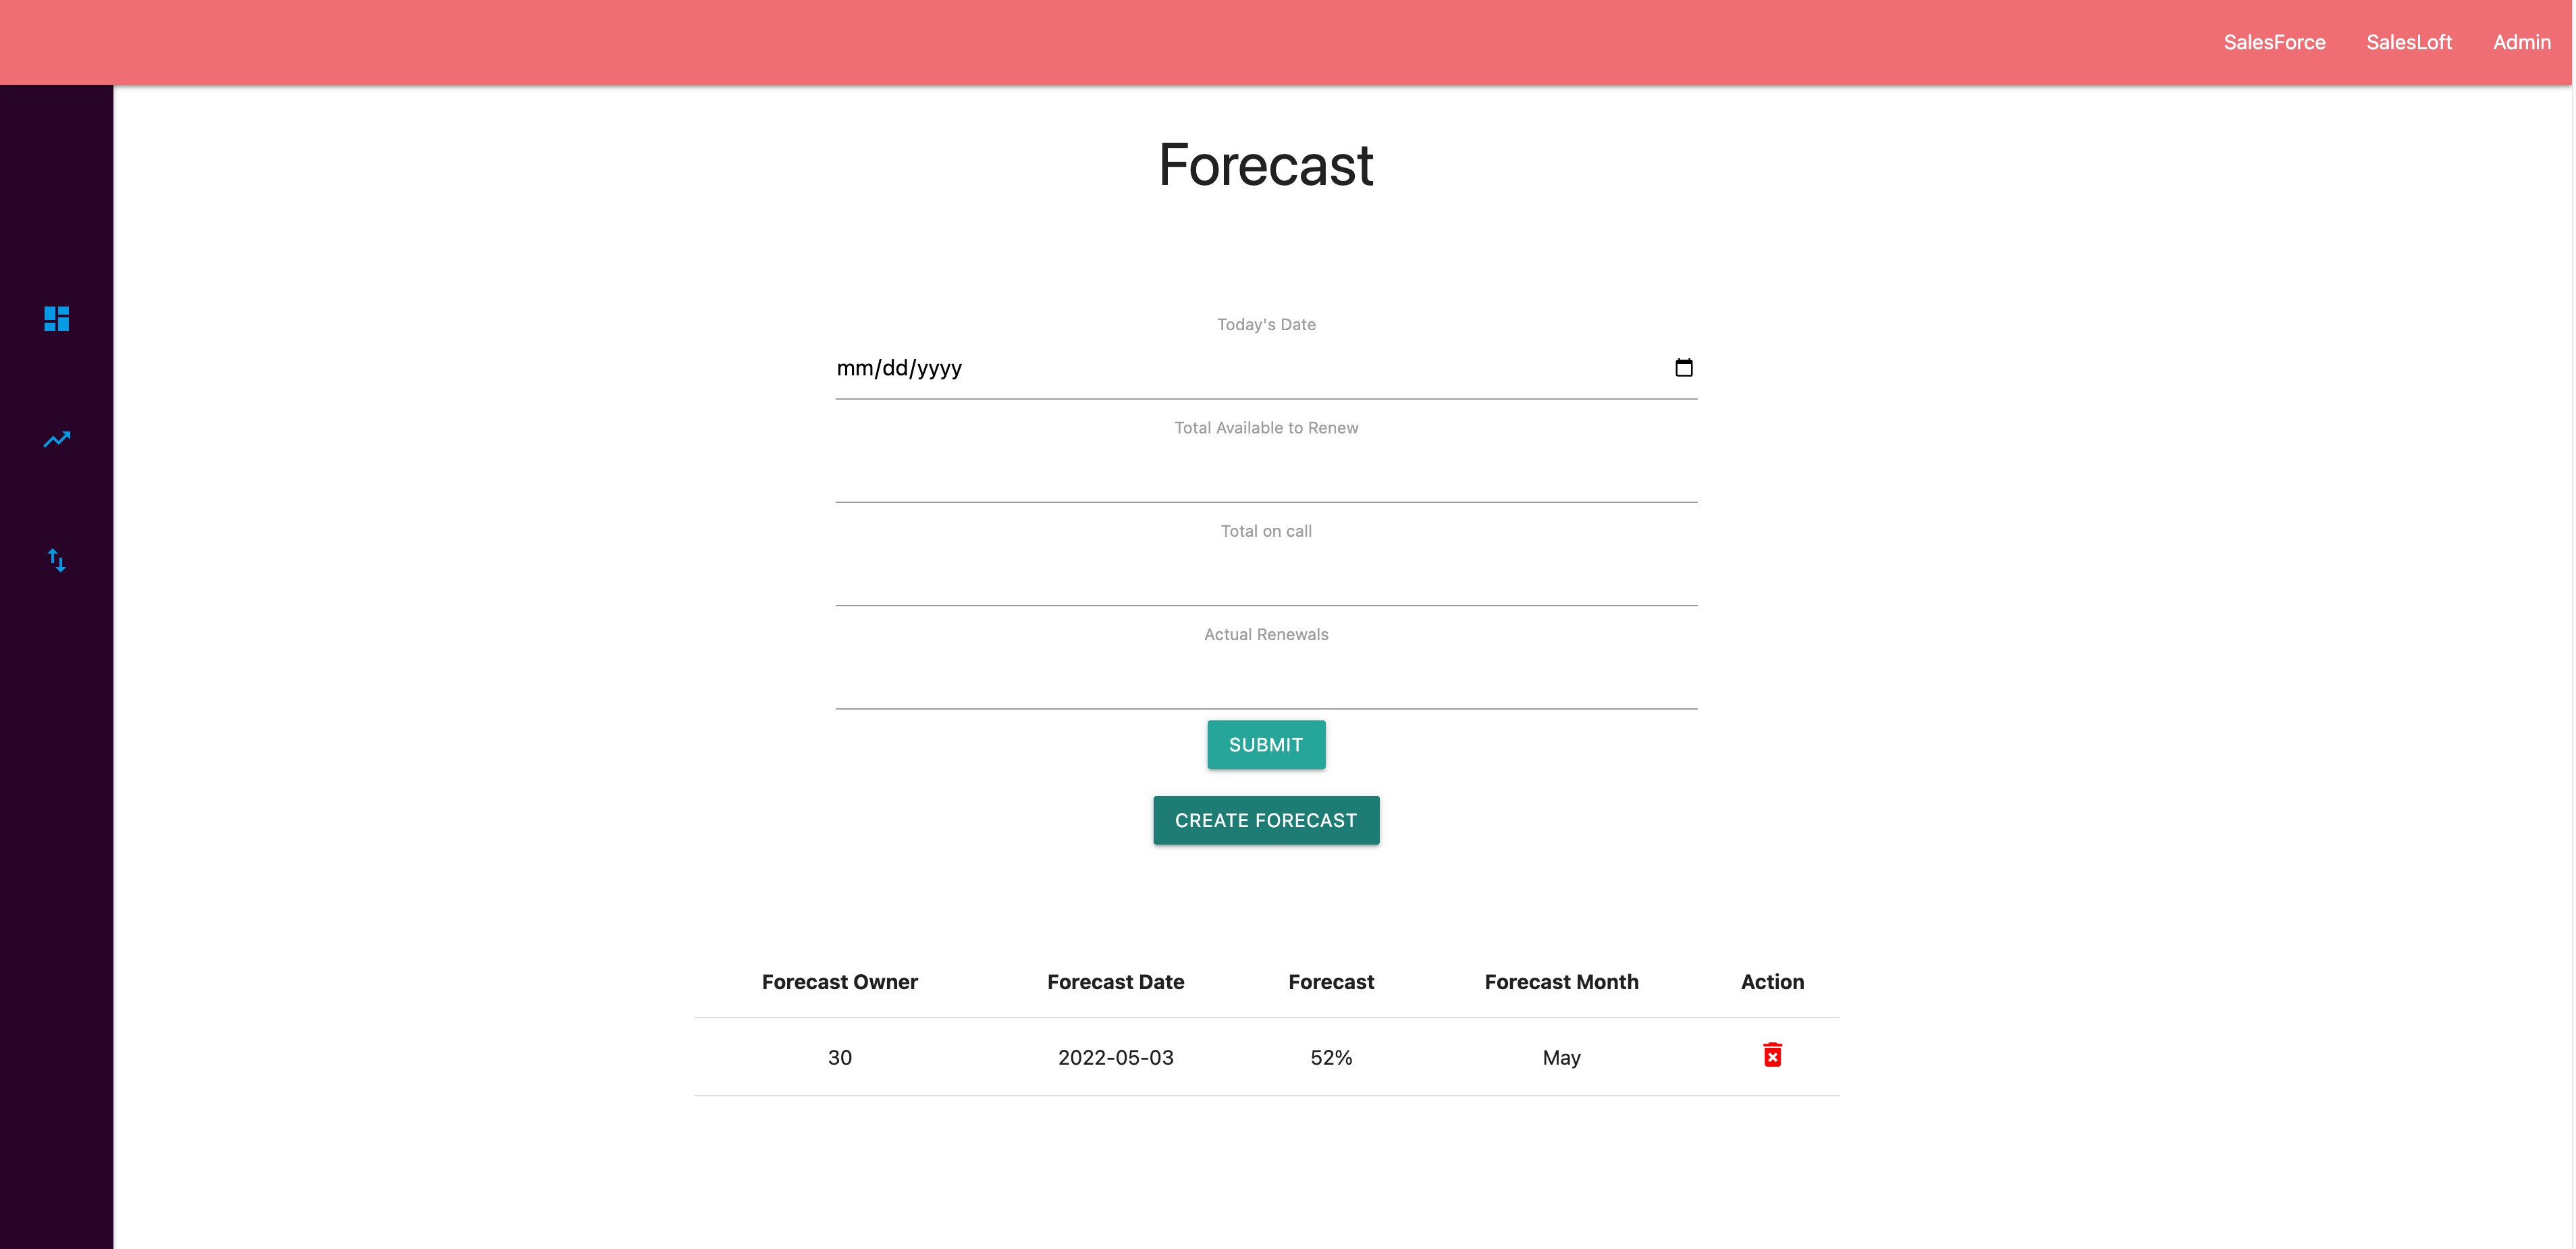 SalesForce SalesLoft Admin
Forecast
Today's Date
mm/dd/yyyy
Total Available to Renew
Total on call
Actual Renewals
SUBMIT
CREATE FORECAST
Forecast Owner Forecast Date Forecast Forecast Month Action
30 2022-05-03 52% May